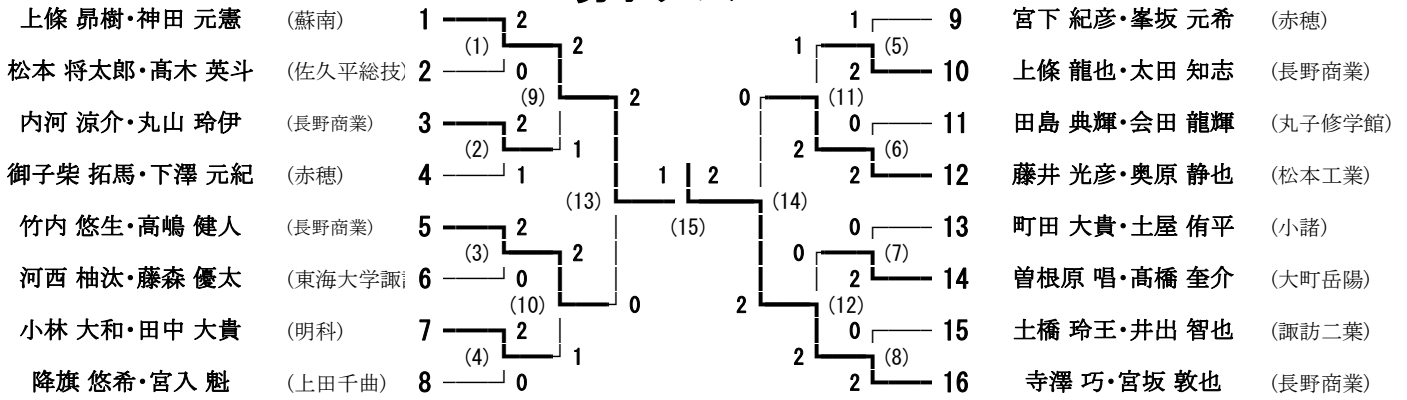 上條 昴樹・神田 元憲 (蘇南) 1 2 1 9 宮下 紀彦・峯坂 元希 (赤穂)
(1) 2 1 (5)
松本 将太郎・髙木 英斗 (佐久平総技) 2 0 2 10 上條 龍也・太田 知志 (長野商業)
(9) 2 0 (11)
内河 涼介・丸山 玲伊 (長野商業) 3 2 0 11 田島 典輝・会田 龍輝 (丸子修学館)
(2) 1 2 (6)
御子柴 拓馬・下澤 元紀 (赤穂) 4 1 1 2 2 12 藤井 光彦・奥原 静也 (松本工業)
(13) (14)
竹内 悠生・高嶋 健人 (長野商業) 5 2 (15) 0 13 町田 大貴・土屋 侑平 (小諸)
(3) 2 0 (7)
河西 柚汰・藤森 優太 (東海大学諏 6 0 2 14 曽根原 唱・髙橋 奎介 (大町岳陽)
(10) 0 2 (12)
小林 大和・田中 大貴 (明科) 7 2 0 15 土橋 玲王・井出 智也 (諏訪二葉)
(4) 1 2 (8)
降旗 悠希・宮入 魁 (上田千曲) 8 0 2 16 寺澤 巧・宮坂 敦也 (長野商業)